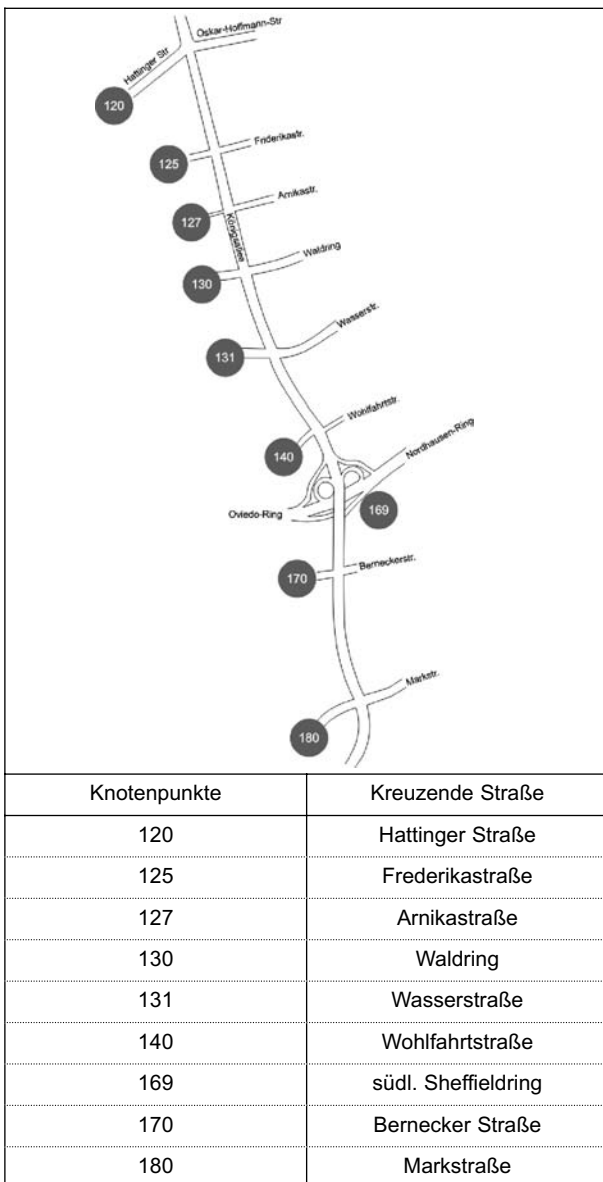 Oskar-Hoffmann-Str
Hattinger Str
120
Friderikastr.
125
Arnikastr.
127
Königsallee
Waldring
130
Wasserstr.
131
Wohlfahrtstr.
140
Nordhausen-Ring
169
Oviedo-Ring
Berneckerstr.
170
Markstr.
180
Knotenpunkte Kreuzende Straße
120 Hattinger Straße
125 Frederikastraße
127 Arnikastraße
130 Waldring
131 Wasserstraße
140 Wohlfahrtstraße
169 südl. Sheffieldring
170 Bernecker Straße
180 Markstraße